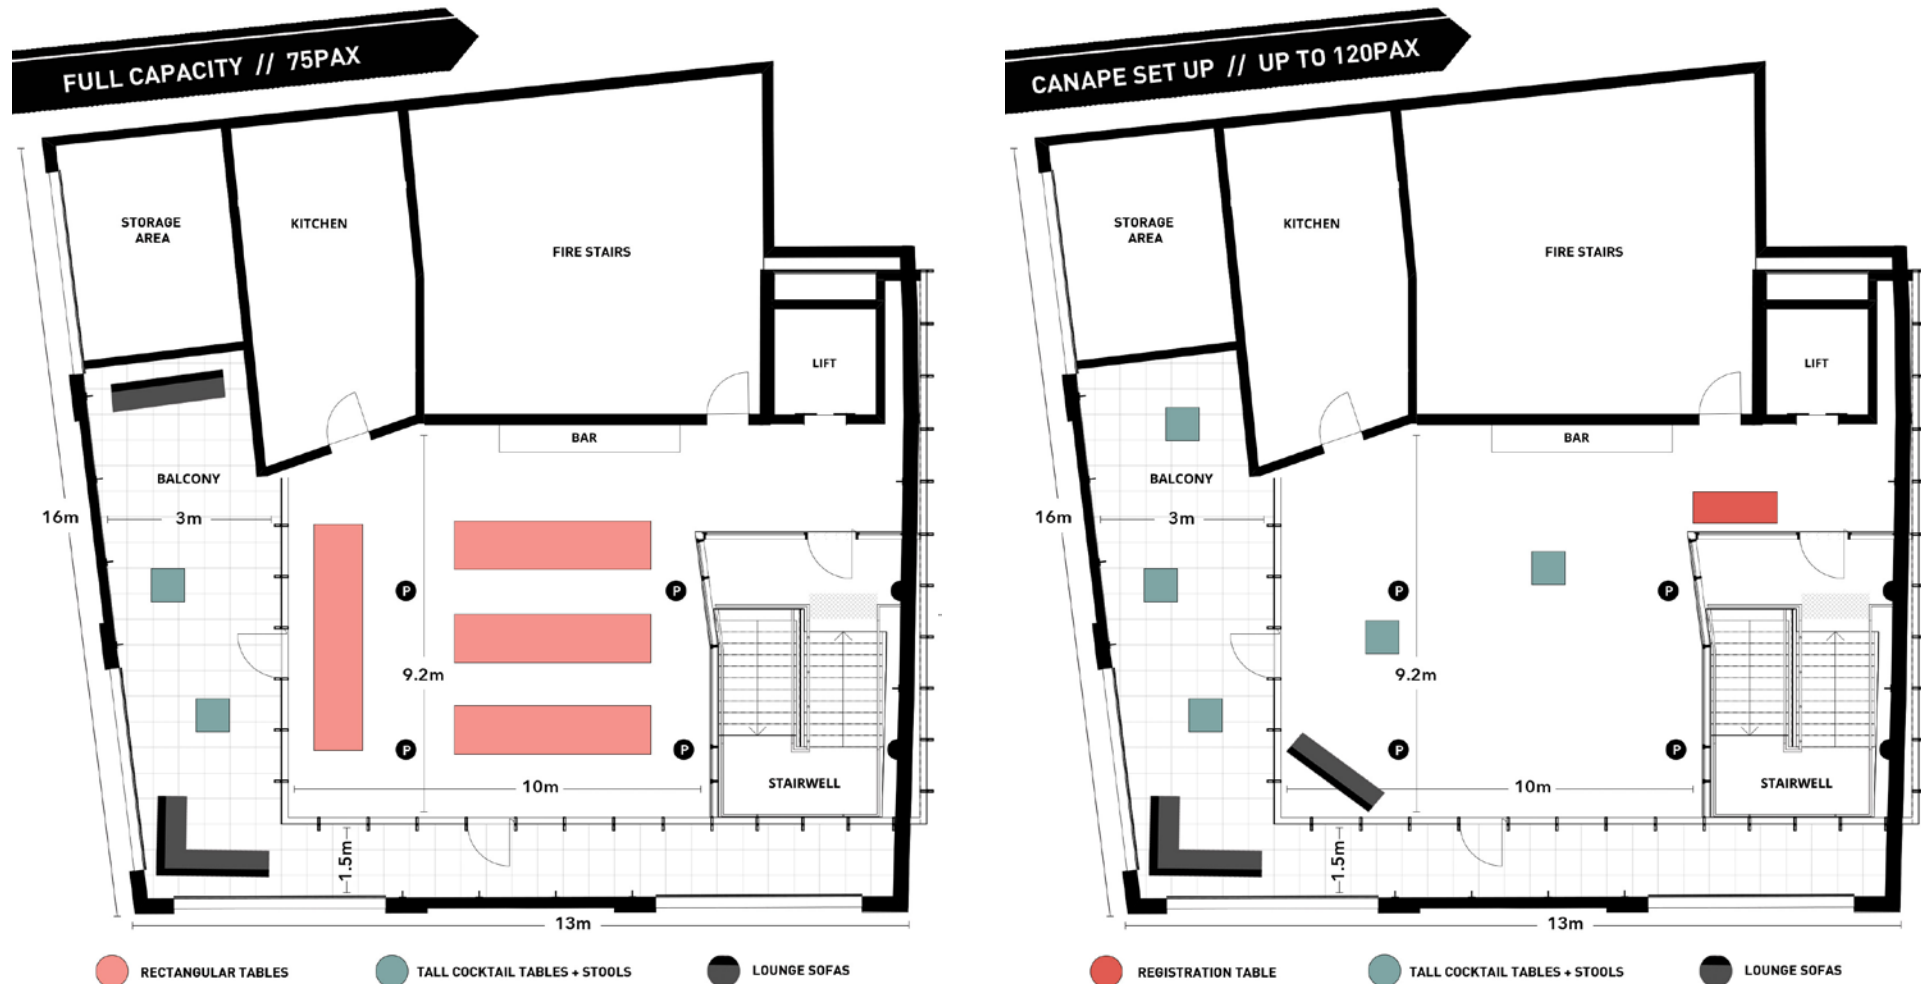 FULL CAPACITY // 75PAX
STORAGE
AREA
KITCHEN
FIRE STAIRS
LIFT
BAR
BALCONY
16m
3m
P
P
9.2m
P
P
10m
STAIRWELL
1.5m
13m
RECTANGULAR TABLES
TALL COCKTAIL TABLES + STOOLS
LOUNGE SOFAS
CANAPE SET UP // UP TO 120PAX
STORAGE
AREA
KITCHEN
FIRE STAIRS
LIFT
BAR
BALCONY
16m
3m
P
P
9.2m
P
P
10m
STAIRWELL
1.5m
13m
REGISTRATION TABLE
TALL COCKTAIL TABLES + STOOLS
LOUNGE SOFAS